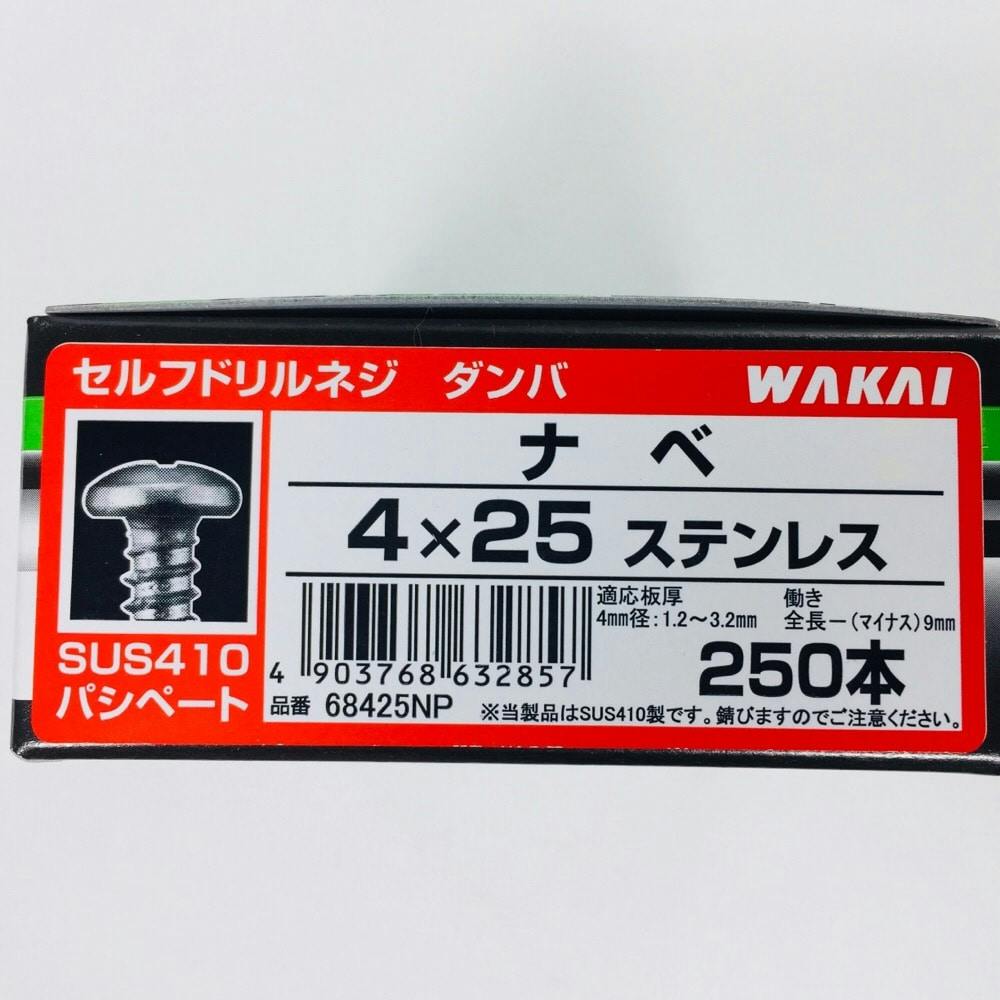 セルフドリルネジ ダンバ WAKAI
ナベ
4×25 ステンレス
適応板厚 働き
4mm径:1.2〜3.2mm 全長ー(マイナス)9mm
SUS410
パシペート
4 903768 632857
250本
品番 68425NP ※当製品はSUS410製です。錆びますのでご注意ください。